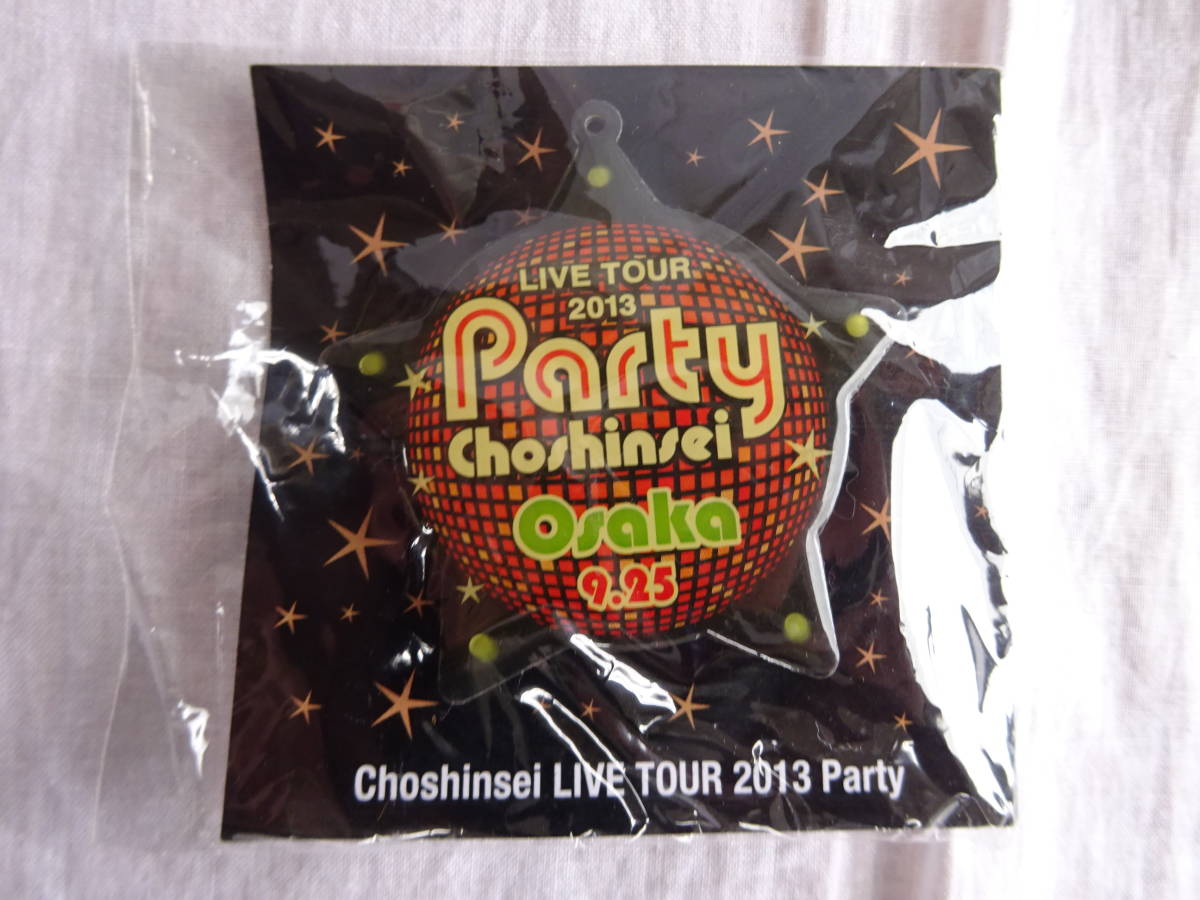 LIVE TOUR
2013
Party
Choshinsei
Osaka
9.25
Choshinsei LIVE TOUR 2013 Party